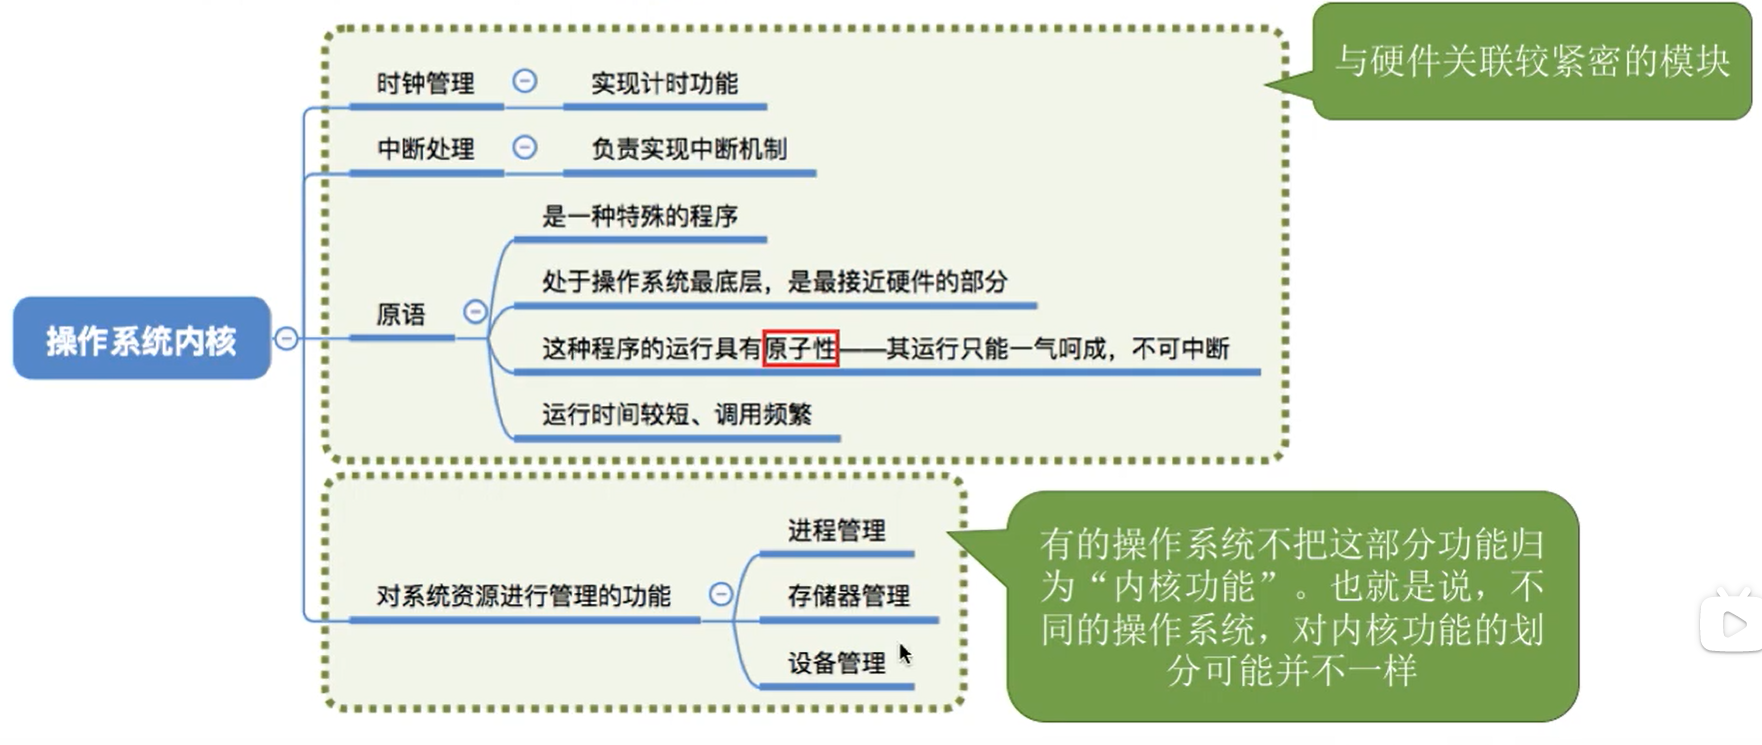 与硬件关联较紧密的模块
时钟管理
实现计时功能
中断处理
负责实现中断机制
是一种特殊的程序
处于操作系统最底层，是最接近硬件的部分
原语
操作系统内核
这种程序的运行具有原子性——其运行只能一气呵成，不可中断
运行时间较短、调用频繁
进程管理
对系统资源进行管理的功能
存储器管理
设备管理
有的操作系统不把这部分功能归
为“内核功能”。也就是说，不
同的操作系统，对内核功能的划
分可能并不一样